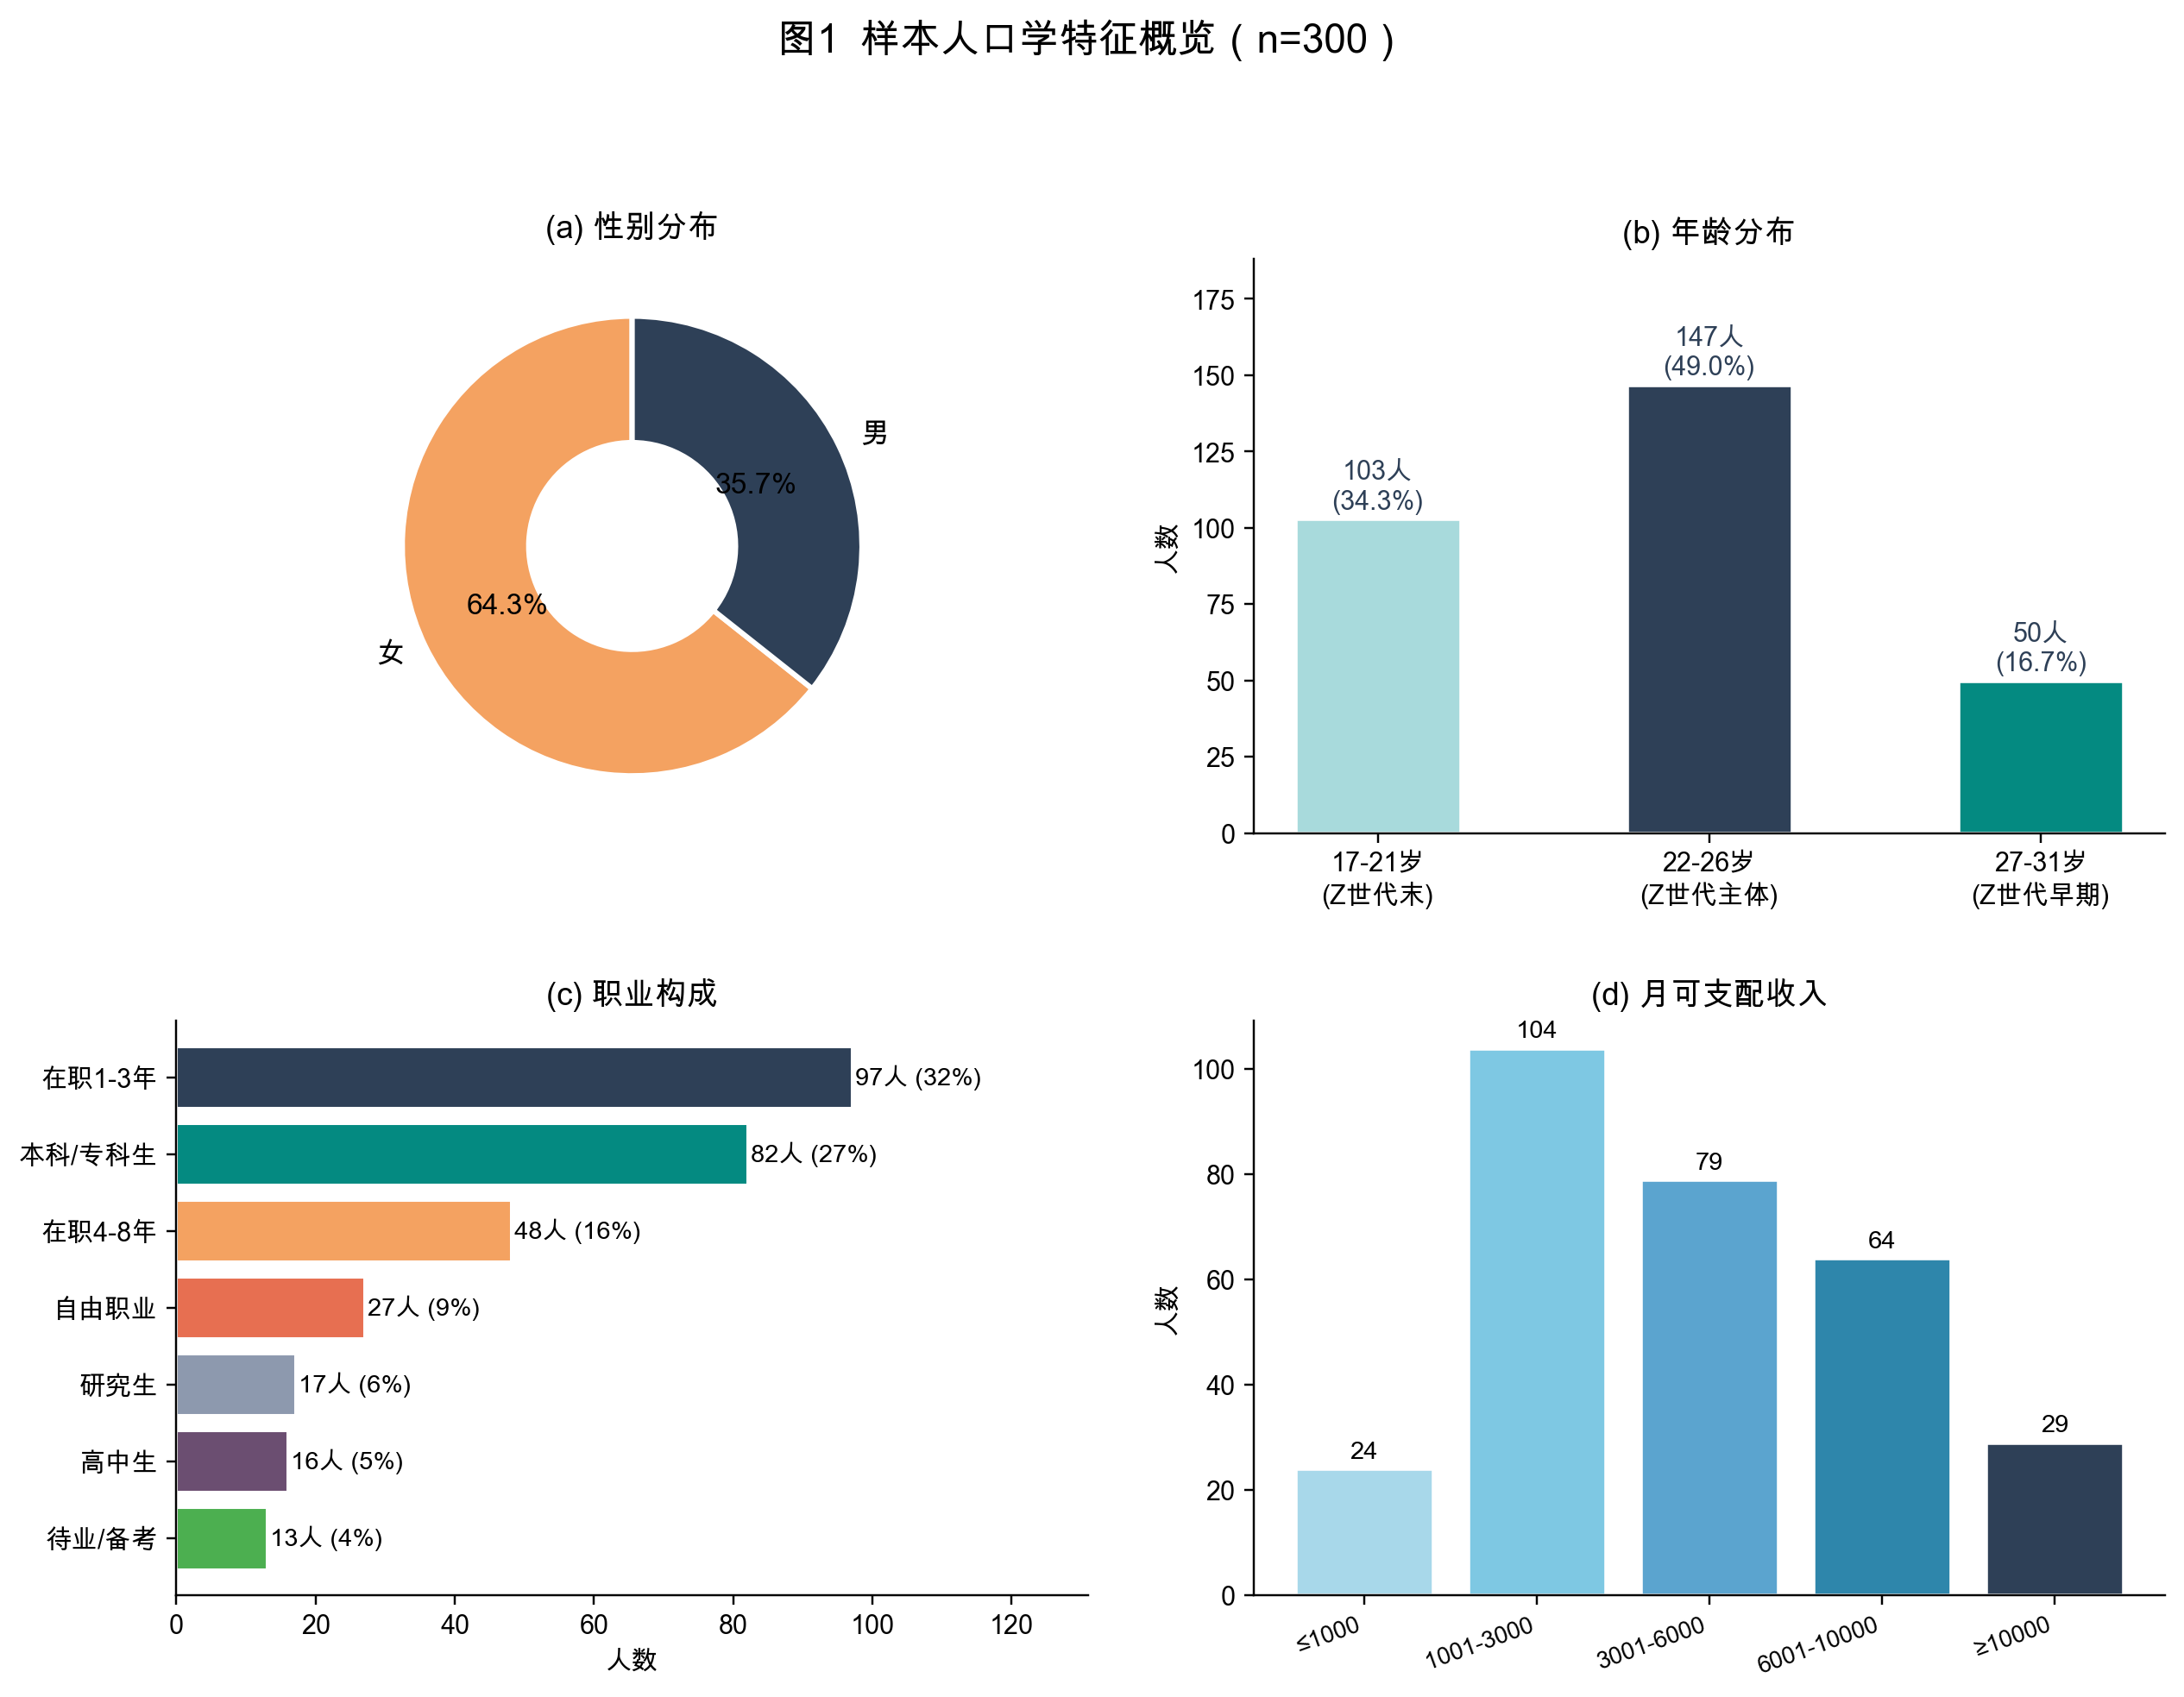 图1 样本人口学特征概览（n=300）
(a) 性别分布
男
35.7%
64.3%
女
(b) 年龄分布
人数
175
150
125
100
75
50
25
0
103人
(34.3%)
147人
(49.0%)
50人
(16.7%)
17-21岁
(Z世代末)
22-26岁
(Z世代主体)
27-31岁
(Z世代早期)
(c) 职业构成
在职1-3年
97人 (32%)
本科/专科生
82人 (27%)
在职4-8年
48人 (16%)
自由职业
27人 (9%)
研究生
17人 (6%)
高中生
16人 (5%)
待业/备考
13人 (4%)
0 20 40 60 80 100 120
人数
(d) 月可支配收入
人数
100
80
60
40
20
0
24
104
79
64
29
≤1000
1001-3000
3001-6000
6001-10000
≥10000